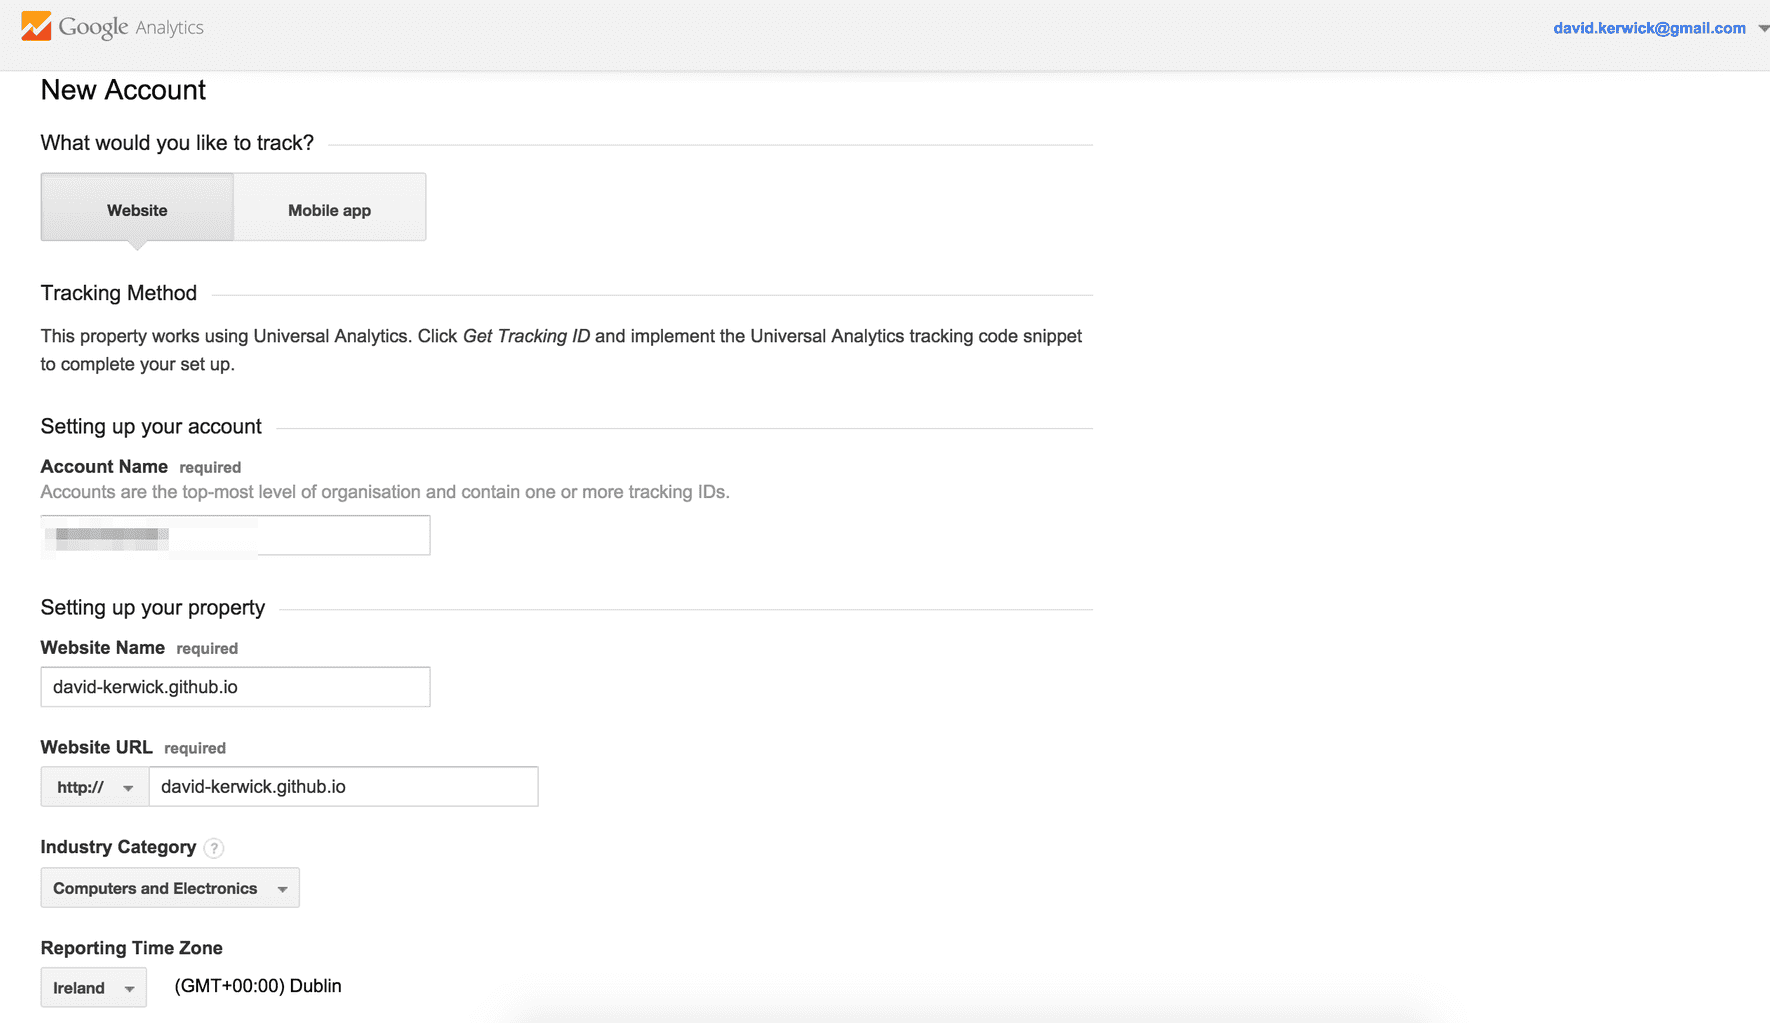 Google Analytics
david.kerwick@gmail.com
New Account
What would you like to track?
Website
Mobile app
Tracking Method
This property works using Universal Analytics. Click Get Tracking ID and implement the Universal Analytics tracking code snippet
to complete your set up.
Setting up your account
Account Name required
Accounts are the top-most level of organisation and contain one or more tracking IDs.
Setting up your property
Website Name required
david-kerwick.github.io
Website URL required
http:// david-kerwick.github.io
Industry Category ?
Computers and Electronics
Reporting Time Zone
Ireland (GMT+00:00) Dublin